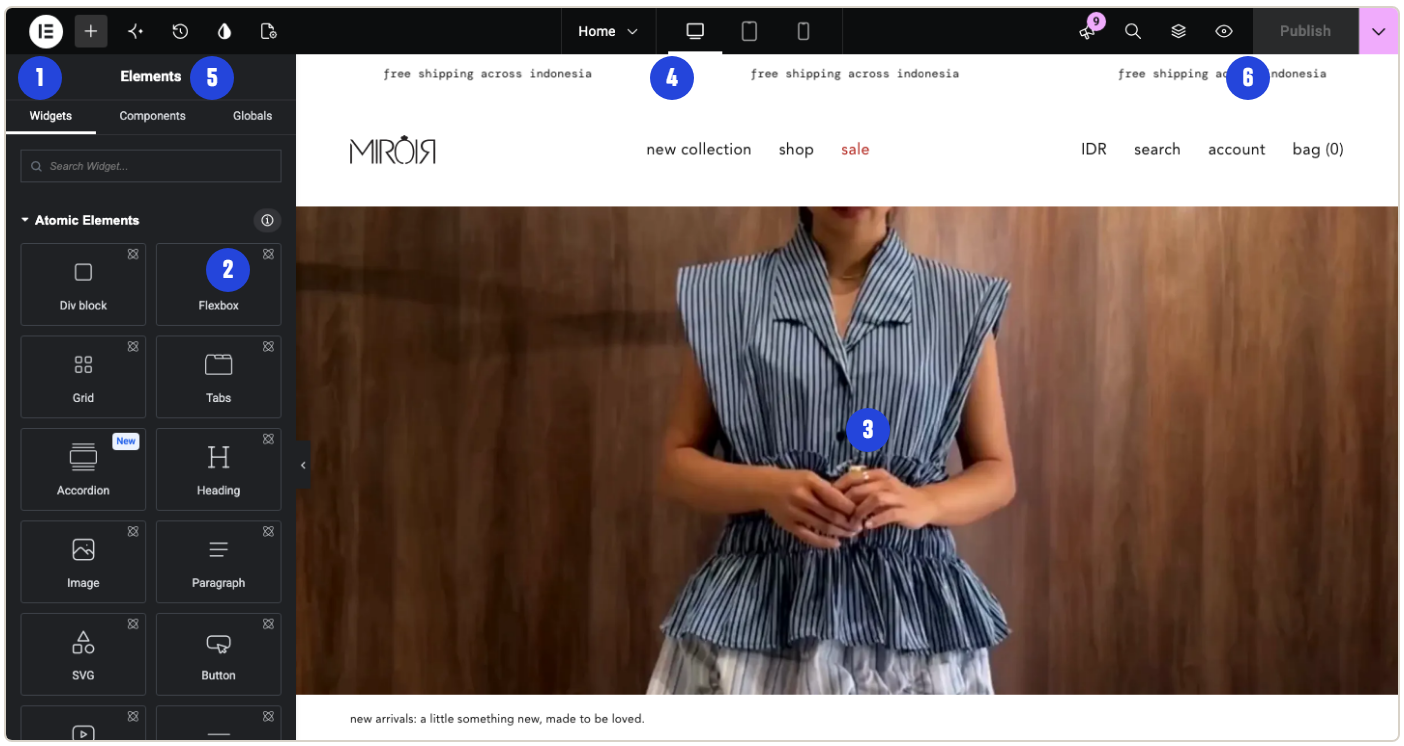 Home
9
Publish
1
Elements
5
4
6
free shipping across indonesia
free shipping across indonesia
free shipping ac ndonesia
Widgets
Components
Globals
Search Widget...
MIROIR
new collection
shop
sale
IDR
search
account
bag (0)
Atomic Elements
2
Div block
Flexbox
Grid
Tabs
3
New
Accordion
Heading
Image
Paragraph
SVG
Button
new arrivals: a little something new, made to be loved.